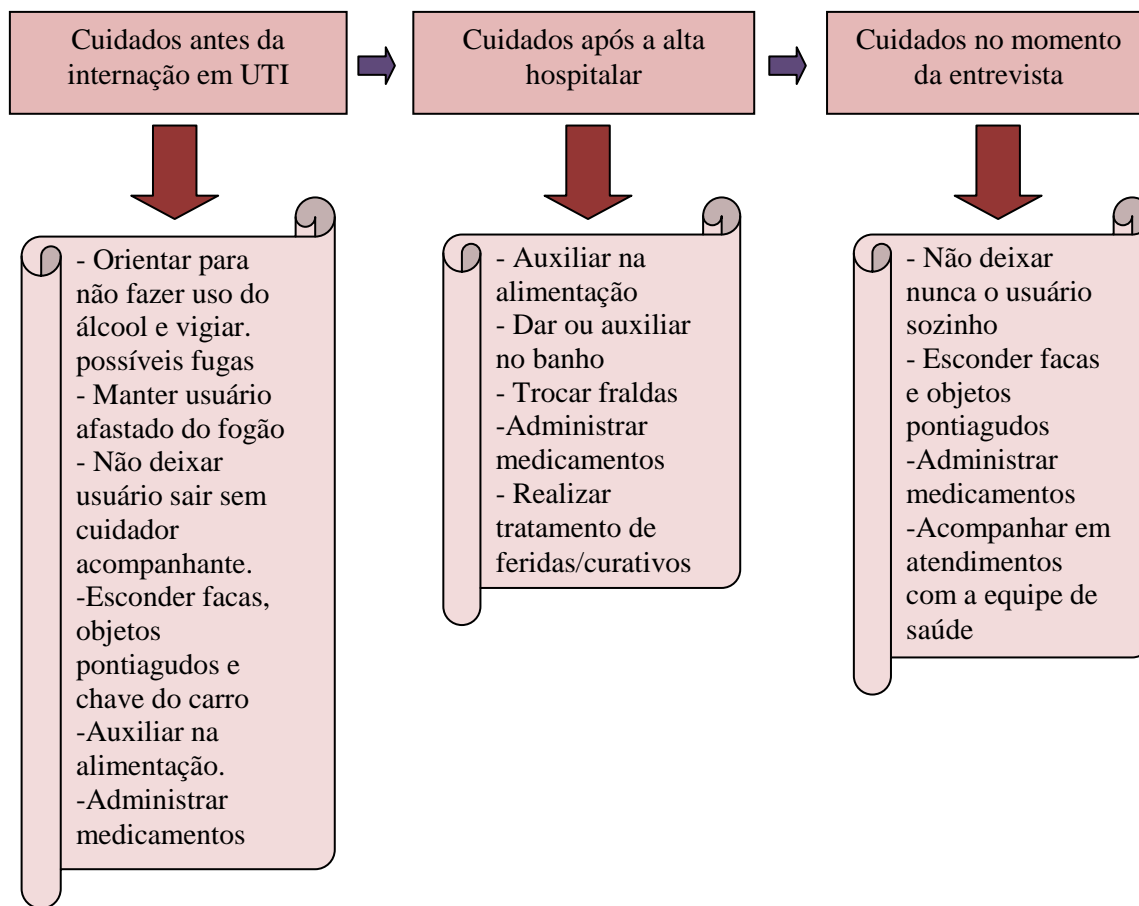 Cuidados antes da
internação em UTI
Cuidados após a alta
hospitalar
Cuidados no momento
da entrevista
- Orientar para
não fazer uso do
álcool e vigiar.
possíveis fugas
- Manter usuário
afastado do fogão
- Não deixar
usuário sair sem
cuidador
acompanhante.
-Esconder facas,
objetos
pontiagudos e
chave do carro
-Auxiliar na
alimentação.
-Administrar
medicamentos
- Auxiliar na
alimentação
- Dar ou auxiliar
no banho
- Trocar fraldas
-Administrar
medicamentos
- Realizar
tratamento de
feridas/curativos
- Não deixar
nunca o usuário
sozinho
- Esconder facas
e objetos
pontiagudos
-Administrar
medicamentos
-Acompanhar em
atendimentos
com a equipe de
saúde